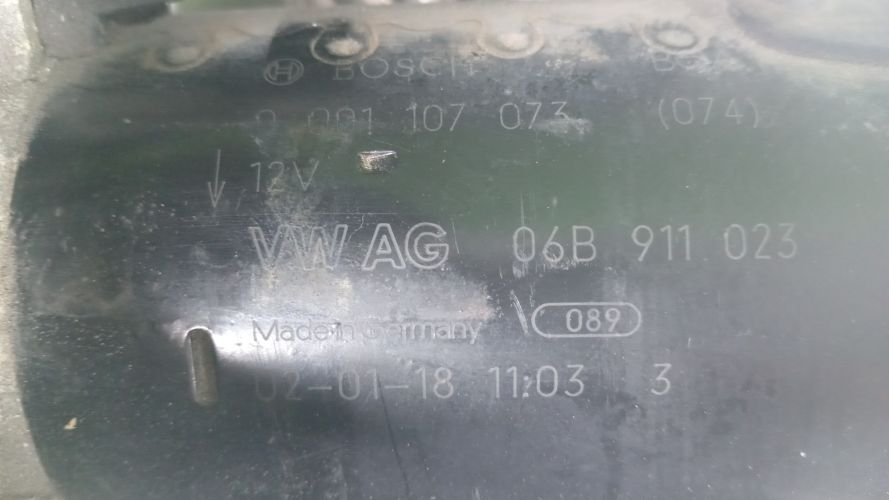 BOSCH
0 001 107 073 (074)
12V
VW AG 06B 911 023
Made in Germany 089
02-01-18 11:03 3